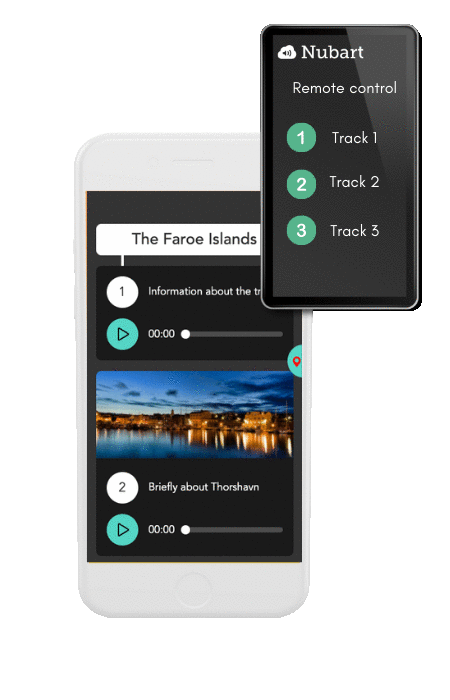 Nubart
Remote control
1 Track 1
2 Track 2
3 Track 3
The Faroe Islands
1 Information about the tr
00:00
2 Briefly about Thorshavn
00:00